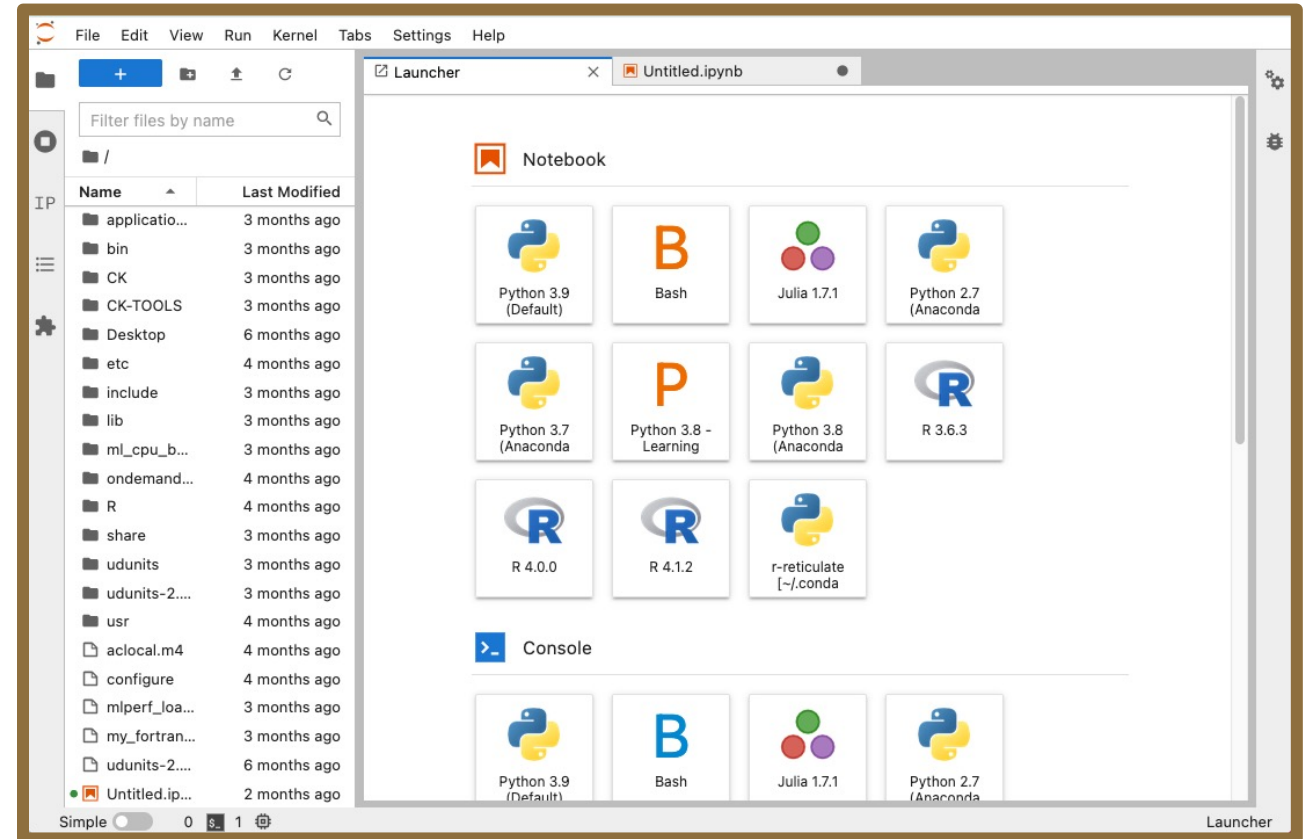 File Edit View Run Kernel Tabs Settings Help
Launcher
Untitled.ipynb
Filter files by name
/
IP
Name Last Modified
applicatio... 3 months ago
bin 3 months ago
CK 3 months ago
CK-TOOLS 3 months ago
Desktop 6 months ago
etc 4 months ago
include 3 months ago
lib 3 months ago
ml_cpu_b... 3 months ago
ondemand... 4 months ago
R 4 months ago
share 3 months ago
udunits 3 months ago
udunits-2.... 3 months ago
usr 4 months ago
aclocal.m4 4 months ago
configure 4 months ago
mlperf_loa... 3 months ago
my_fortran... 3 months ago
udunits-2.... 6 months ago
Untitled.ip... 2 months ago
Notebook
B
Python 3.9
(Default)
Bash
Julia 1.7.1
Python 2.7
(Anaconda
P
R
Python 3.7
(Anaconda
Python 3.8 -
Learning
Python 3.8
(Anaconda
R 3.6.3
R
R
R 4.0.0
R 4.1.2
r-reticulate
[~/.conda
Console
B
Python 3.9
(Default)
Bash
Julia 1.7.1
Python 2.7
(Anaconda
Simple 0 1 Launcher